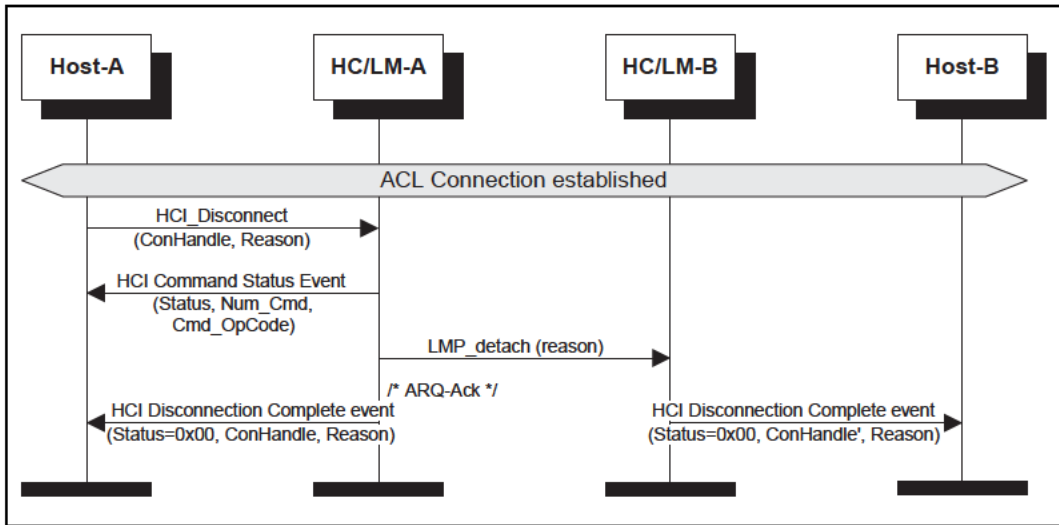 Host-A
HC/LM-A
HC/LM-B
Host-B
ACL Connection established
HCI_Disconnect
(ConHandle, Reason)
HCI Command Status Event
(Status, Num_Cmd,
Cmd_OpCode)
LMP_detach (reason)
/* ARQ-Ack */
HCI Disconnection Complete event
(Status=0x00, ConHandle, Reason)
HCI Disconnection Complete event
(Status=0x00, ConHandle', Reason)